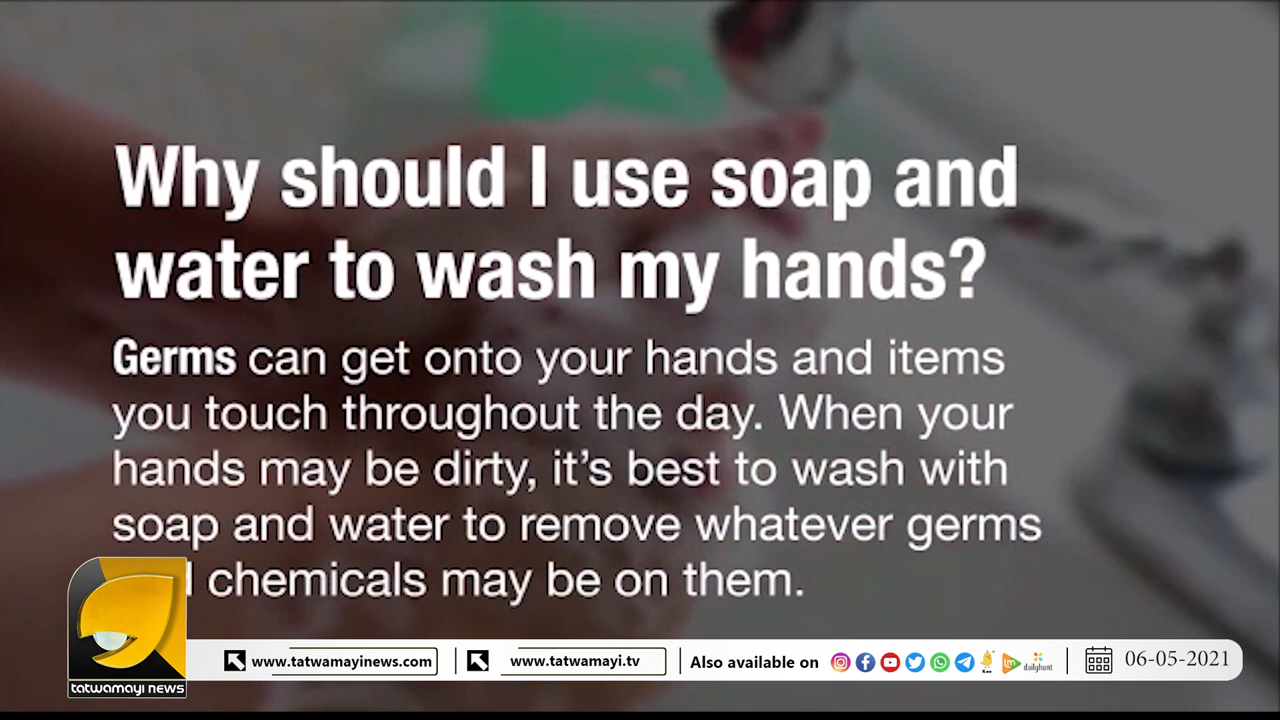 Why should I use soap and
water to wash my hands?
Germs can get onto your hands and items
you touch throughout the day. When your
hands may be dirty, it’s best to wash with
soap and water to remove whatever germs
chemicals may be on them.
tatwamayi news
www.tatwamayinews.com
www.tatwamayi.tv
Also available on
dailyhunt
06-05-2021